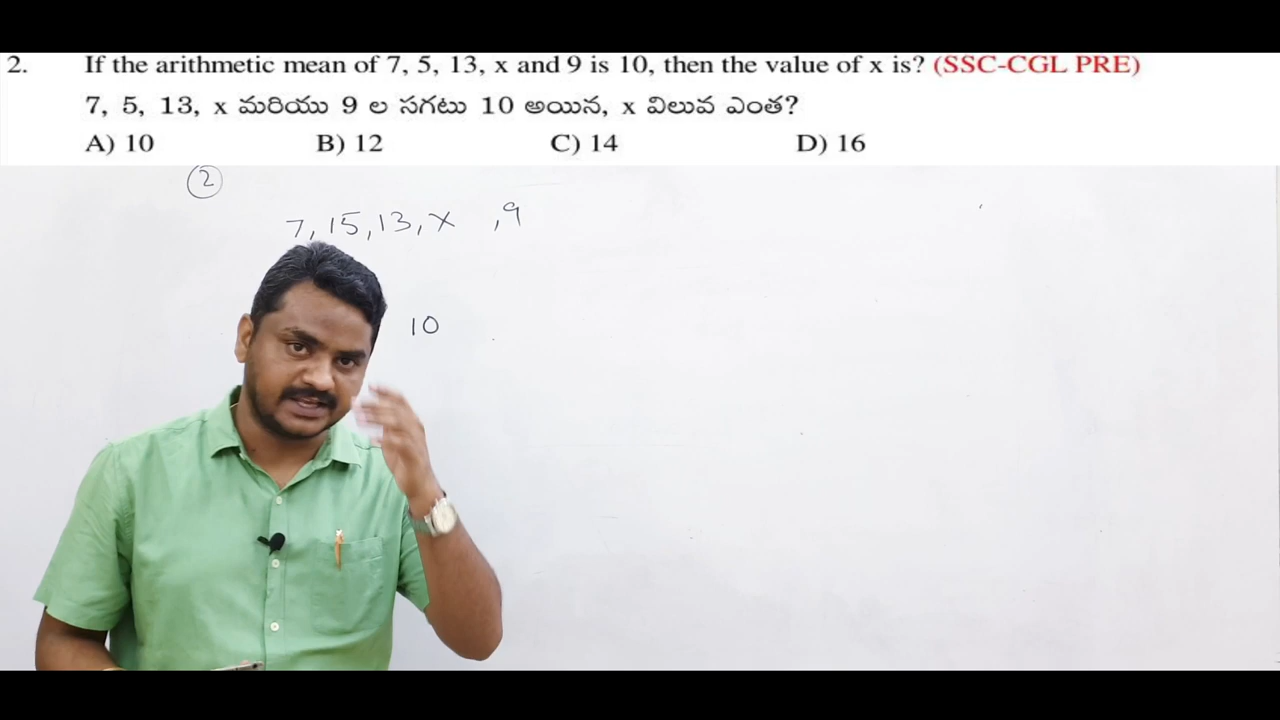 2. If the arithmetic mean of 7, 5, 13, x and 9 is 10, then the value of x is? (SSC-CGL PRE)
7, 5, 13, x మరియు 9 ల సగటు 10 అయిన, x విలువ ఎంత?
A) 10 B) 12 C) 14 D) 16
2
7, 15, 13, x , 9
10